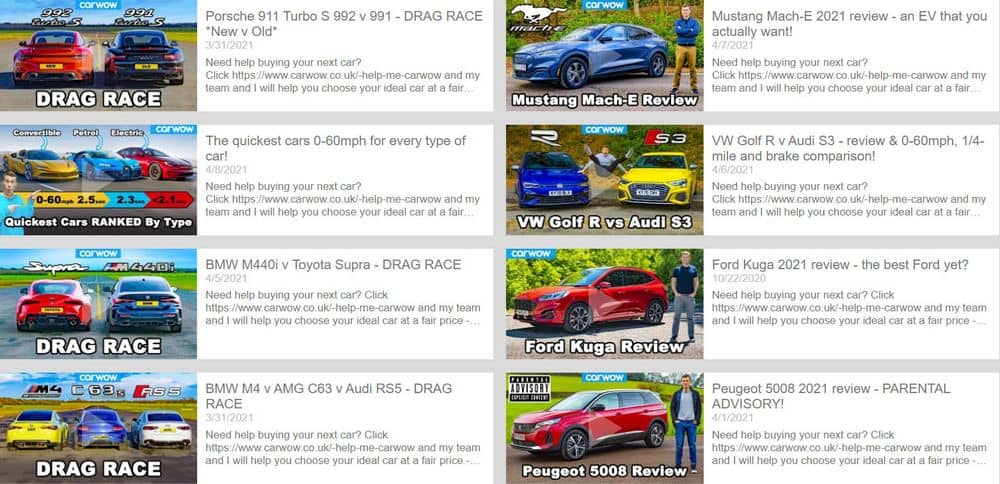 992
Turbo S
991
Turbo S
NEW
OLD
DRAG RACE
Porsche 911 Turbo S 992 v 991 - DRAG RACE
*New v Old*
3/31/2021
Need help buying your next car?
Click https://www.carwow.co.uk/-help-me-carwow and my
team and I will help you choose your ideal car at a fair…
carwow
mach-e
Mustang Mach-E Review
Mustang Mach-E 2021 review - an EV that you
actually want!
4/7/2021
Need help buying your next car?
Click https://www.carwow.co.uk/-help-me-carwow and my
team and I will help you choose your ideal car at a fair…
Convertible Petrol Electric carwow
0-60mph 2.5sec 2.3sec <2.1sec
Quickest Cars RANKED By Type
The quickest cars 0-60mph for every type of
car!
4/8/2021
Need help buying your next car?
Click https://www.carwow.co.uk/-help-me-carwow and my
team and I will help you choose your ideal car at a fair…
carwow
R S3
VW Golf R vs Audi S3
VW Golf R v Audi S3 - review & 0-60mph, 1/4-
mile and brake comparison!
4/6/2021
Need help buying your next car?
Click https://www.carwow.co.uk/-help-me-carwow and my
team and I will help you choose your ideal car at a fair…
carwow
Supra M440i
TOYOTA
BMW
DRAG RACE
BMW M440i v Toyota Supra - DRAG RACE
4/5/2021
Need help buying your next car? Click
https://www.carwow.co.uk/-help-me-carwow and my team
and I will help you choose your ideal car at a fair price -…
carwow
Ford Kuga Review
Ford Kuga 2021 review - the best Ford yet?
10/22/2020
Need help buying your next car? Click
https://www.carwow.co.uk/-help-me-carwow and my team
and I will help you choose your ideal car at a fair price -…
carwow
M4 C63s RS5
DRAG RACE
BMW M4 v AMG C63 v Audi RS5 - DRAG
RACE
3/31/2021
Need help buying your next car? Click
https://www.carwow.co.uk/-help-me-carwow and my team
and I will help you choose your ideal car at a fair price -…
PARENTAL
ADVISORY
EXPLICIT CONTENT
carwow
Peugeot 5008 Review
Peugeot 5008 2021 review - PARENTAL
ADVISORY!
4/1/2021
Need help buying your next car? Click
https://www.carwow.co.uk/-help-me-carwow and my team
and I will help you choose your ideal car at a fair price -…